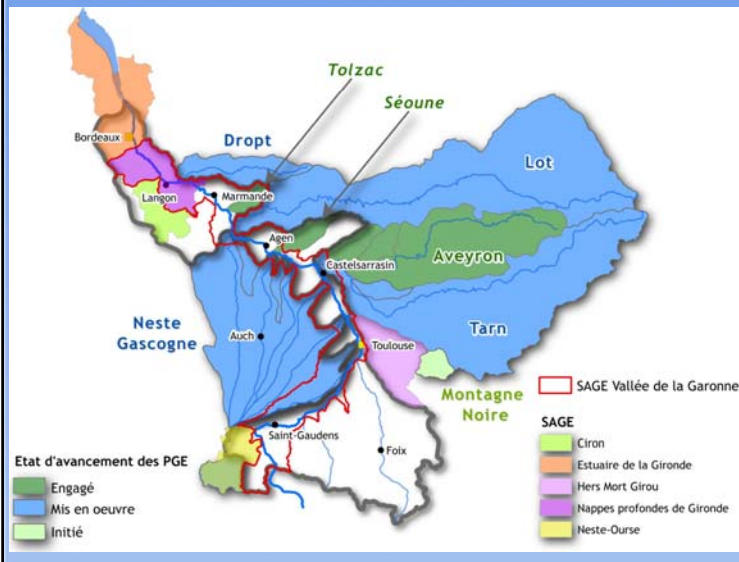 Tolzac
Séoune
Bordeaux
Dropt
Lot
Langon
Marmande
Agen
Castelsarrasin
Aveyron
Neste
Gascogne
Auch
Tarn
Toulouse
Montagne
Noire
SAGE Vallée de la Garonne
Saint-Gaudens
Foix
Etat d'avancement des PGE
Engagé
Mis en oeuvre
Initié
SAGE
Ciron
Estuaire de la Gironde
Hers Mort Girou
Nappes profondes de Gironde
Neste-Ourse